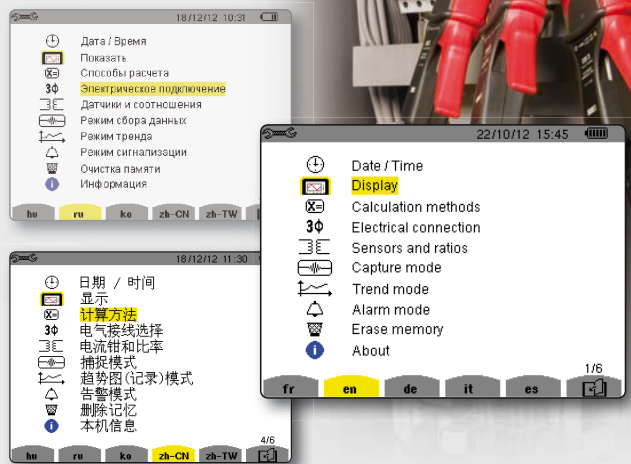 18/12/12 10:31
Дата / Время
Показать
Способы расчета
3ϕ Электрическое подключение
Датчики и соотношения
Режим сбора данных
Режим тренда
Режим сигнализации
Очистка памяти
Информация
hu ru ko zh-CN zh-TW
22/10/12 15:45
Date / Time
Display
X= Calculation methods
3ϕ Electrical connection
Sensors and ratios
Capture mode
Trend mode
Alarm mode
Erase memory
i About
1/6
fr en de it es
18/12/12 11:30
日期 / 时间
显示
X= 计算方法
3ϕ 电气接线选择
电流钳和比率
捕捉模式
趋势图(记录)模式
告警模式
删除记忆
i 本机信息
4/6
hu ru ko zh-CN zh-TW